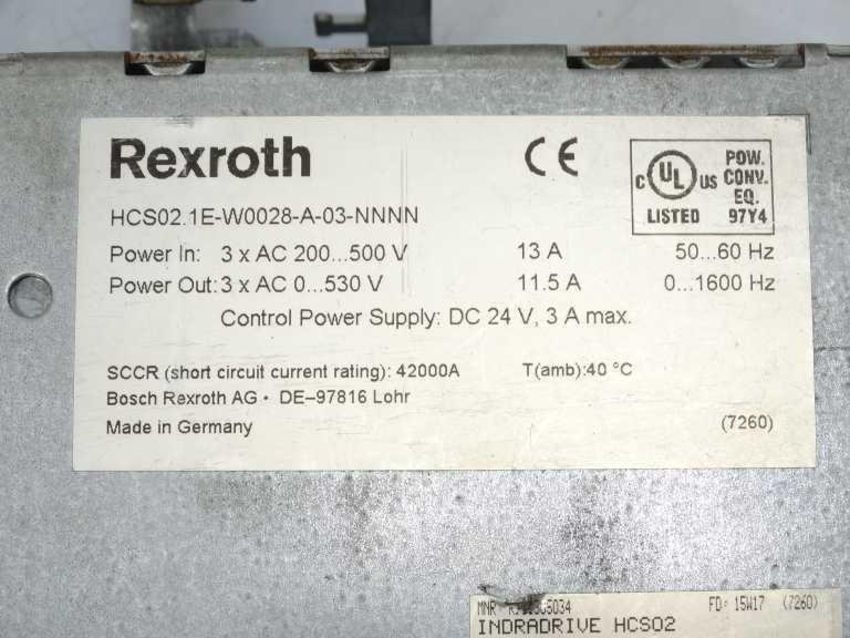 Rexroth
CE
C UL US
LISTED
POW.
CONV.
EQ.
97Y4
HCS02.1E-W0028-A-03-NNNN
Power In: 3 x AC 200...500 V 13 A 50...60 Hz
Power Out: 3 x AC 0...530 V 11.5 A 0...1600 Hz
Control Power Supply: DC 24 V, 3 A max.
SCCR (short circuit current rating): 42000A T(amb):40 °C
Bosch Rexroth AG • DE–97816 Lohr
Made in Germany (7260)
MNR FD: 15W17 (7260)
INDRADRIVE HCS02